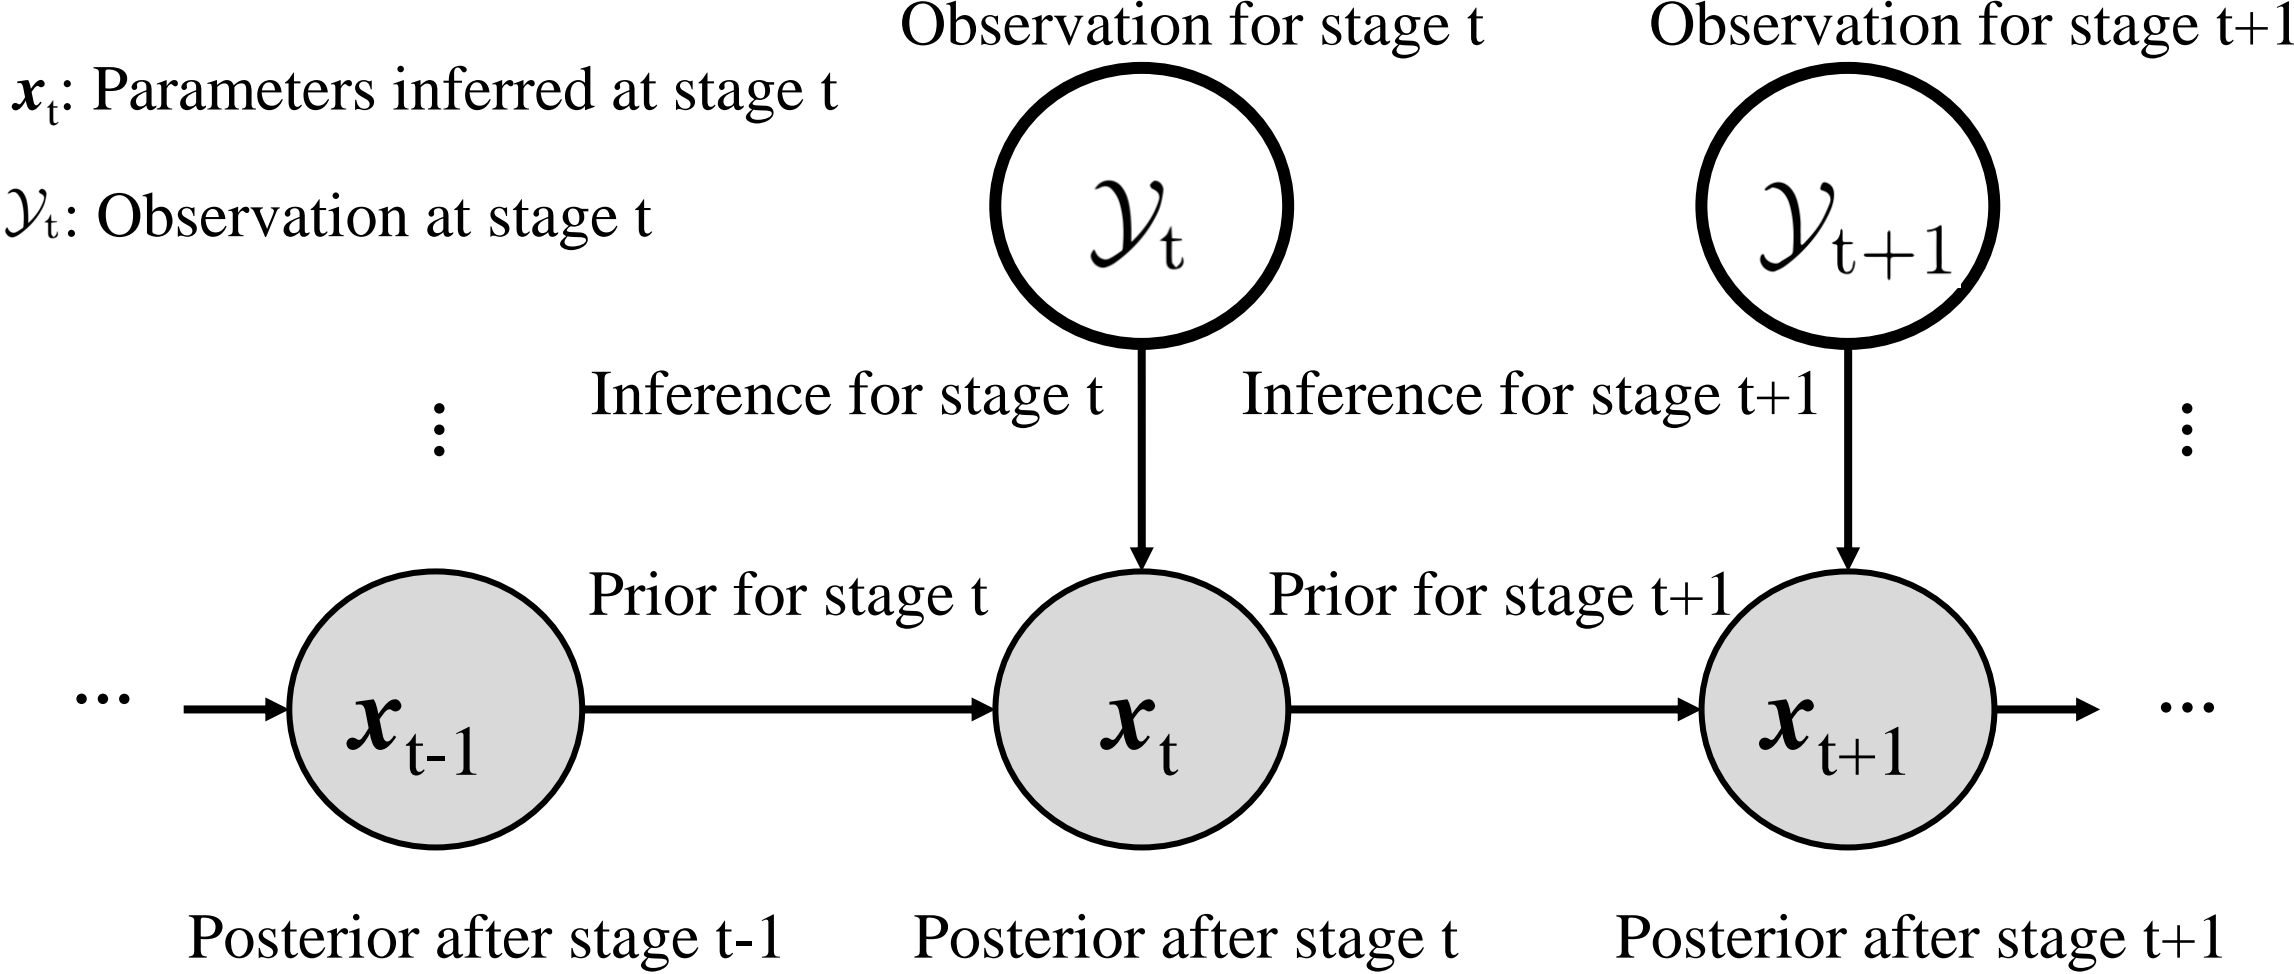 Observation for stage t
Observation for stage t+1
𝒙t: Parameters inferred at stage t
𝒴t: Observation at stage t
𝒴t
𝒴t+1
Inference for stage t
Inference for stage t+1
⋮
⋮
Prior for stage t
Prior for stage t+1
...
𝒙t-1
𝒙t
𝒙t+1
...
Posterior after stage t-1
Posterior after stage t
Posterior after stage t+1